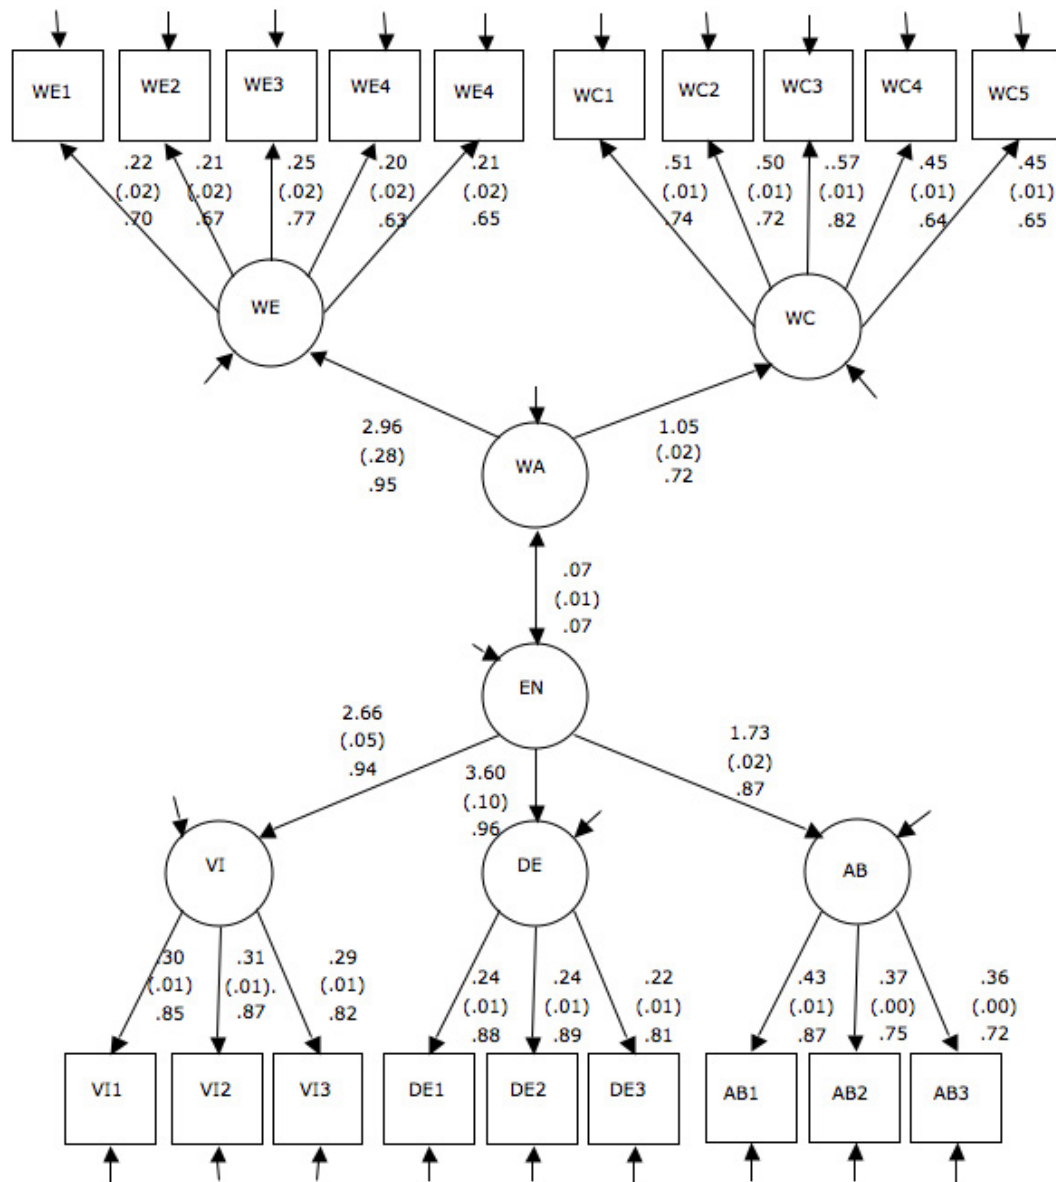 WE1 WE2 WE3 WE4 WE4 WC1 WC2 WC3 WC4 WC5
.22 .21 .25 .20 .21 .51 .50 ..57 .45 .45
(.02) (.02) (.02) (.02) (.02) (.01) (.01) (.01) (.01) (.01)
.70 .67 .77 .63 .65 .74 .72 .82 .64 .65
WE WC
2.96 1.05
(.28) (.02)
.95 .72
WA
.07
(.01)
.07
EN
2.66 3.60 1.73
(.05) (.10) (.02)
.94 .96 .87
VI DE AB
.30 .31 .29 .24 .24 .22 .43 .37 .36
(.01) (.01). (.01) (.01) (.01) (.01) (.01) (.00) (.00)
.85 .87 .82 .88 .89 .81 .87 .75 .72
VI1 VI2 VI3 DE1 DE2 DE3 AB1 AB2 AB3